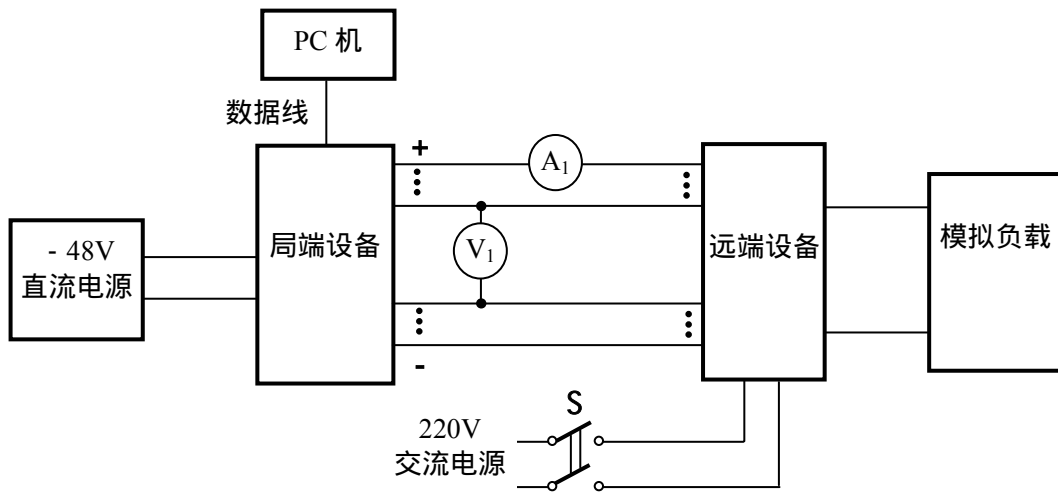 PC 机
数据线
+
A1
- 48V
直流电源
局端设备
V1
远端设备
模拟负载
-
S
220V
交流电源